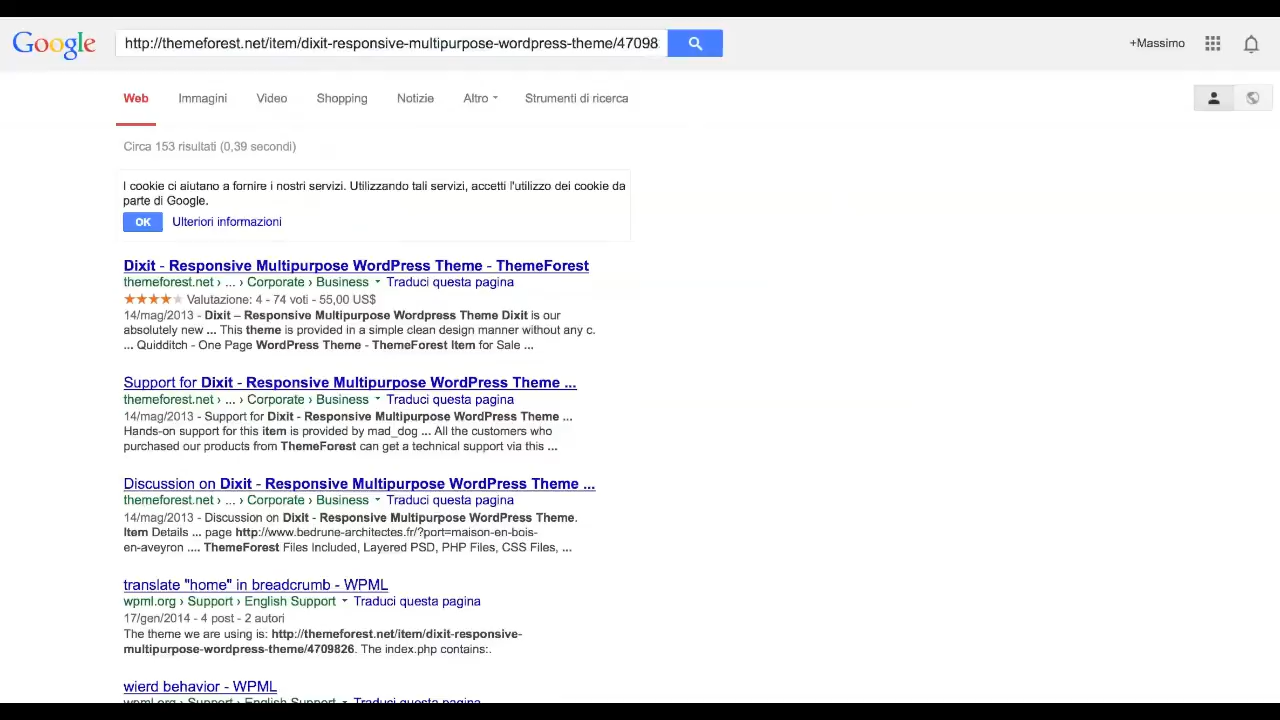 Google http://themeforest.net/item/dixit-responsive-multipurpose-wordpress-theme/47098 +Massimo
Web Immagini Video Shopping Notizie Altro Strumenti di ricerca
Circa 153 risultati (0,39 secondi)
I cookie ci aiutano a fornire i nostri servizi. Utilizzando tali servizi, accetti l'utilizzo dei cookie da
parte di Google.
OK Ulteriori informazioni
Dixit - Responsive Multipurpose WordPress Theme - ThemeForest
themeforest.net › ... › Corporate › Business Traduci questa pagina
Valutazione: 4 - 74 voti - 55,00 US$
14/mag/2013 - Dixit – Responsive Multipurpose Wordpress Theme Dixit is our
absolutely new ... This theme is provided in a simple clean design manner without any c.
... Quidditch - One Page WordPress Theme - ThemeForest Item for Sale ...
Support for Dixit - Responsive Multipurpose WordPress Theme ...
themeforest.net › ... › Corporate › Business Traduci questa pagina
14/mag/2013 - Support for Dixit - Responsive Multipurpose WordPress Theme ...
Hands-on support for this item is provided by mad_dog ... All the customers who
purchased our products from ThemeForest can get a technical support via this ...
Discussion on Dixit - Responsive Multipurpose WordPress Theme ...
themeforest.net › ... › Corporate › Business Traduci questa pagina
14/mag/2013 - Discussion on Dixit - Responsive Multipurpose WordPress Theme.
Item Details ... page http://www.bedrune-architectes.fr/?port=maison-en-bois-
en-aveyron .... ThemeForest Files Included, Layered PSD, PHP Files, CSS Files, ...
translate "home" in breadcrumb - WPML
wpml.org › Support › English Support Traduci questa pagina
17/gen/2014 - 4 post - 2 autori
The theme we are using is: http://themeforest.net/item/dixit-responsive-
multipurpose-wordpress-theme/4709826. The index.php contains:.
wierd behavior - WPML
wpml.org › Support › English Support Traduci questa pagina